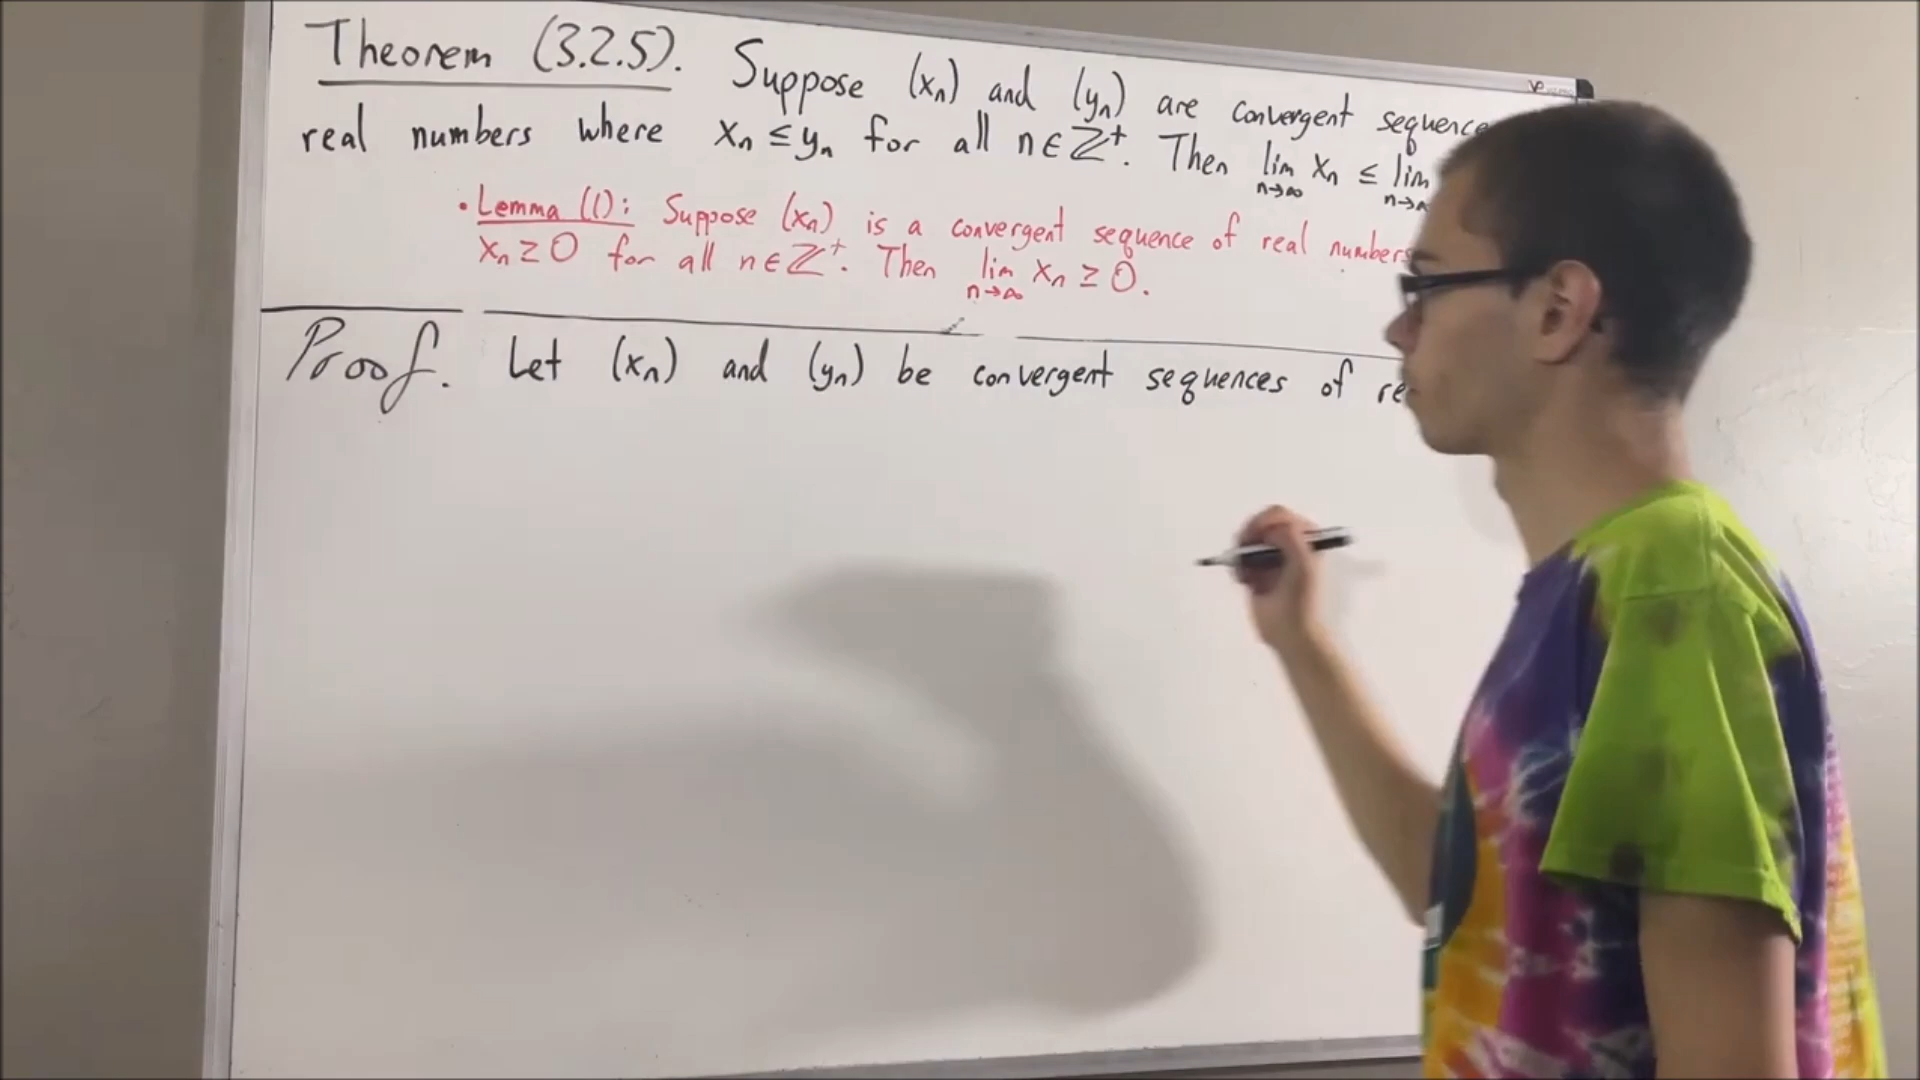 Theorem (3.2.5). Suppose (xₙ) and (yₙ) are convergent sequence
real numbers where xₙ ≤ yₙ for all n ∈ ℤ⁺. Then lim n→∞ xₙ ≤ lim
• Lemma (1): Suppose (xₙ) is a convergent sequence of real numbers
xₙ ≥ 0 for all n ∈ ℤ⁺. Then lim n→∞ xₙ ≥ 0.
Proof. Let (xₙ) and (yₙ) be convergent sequences of